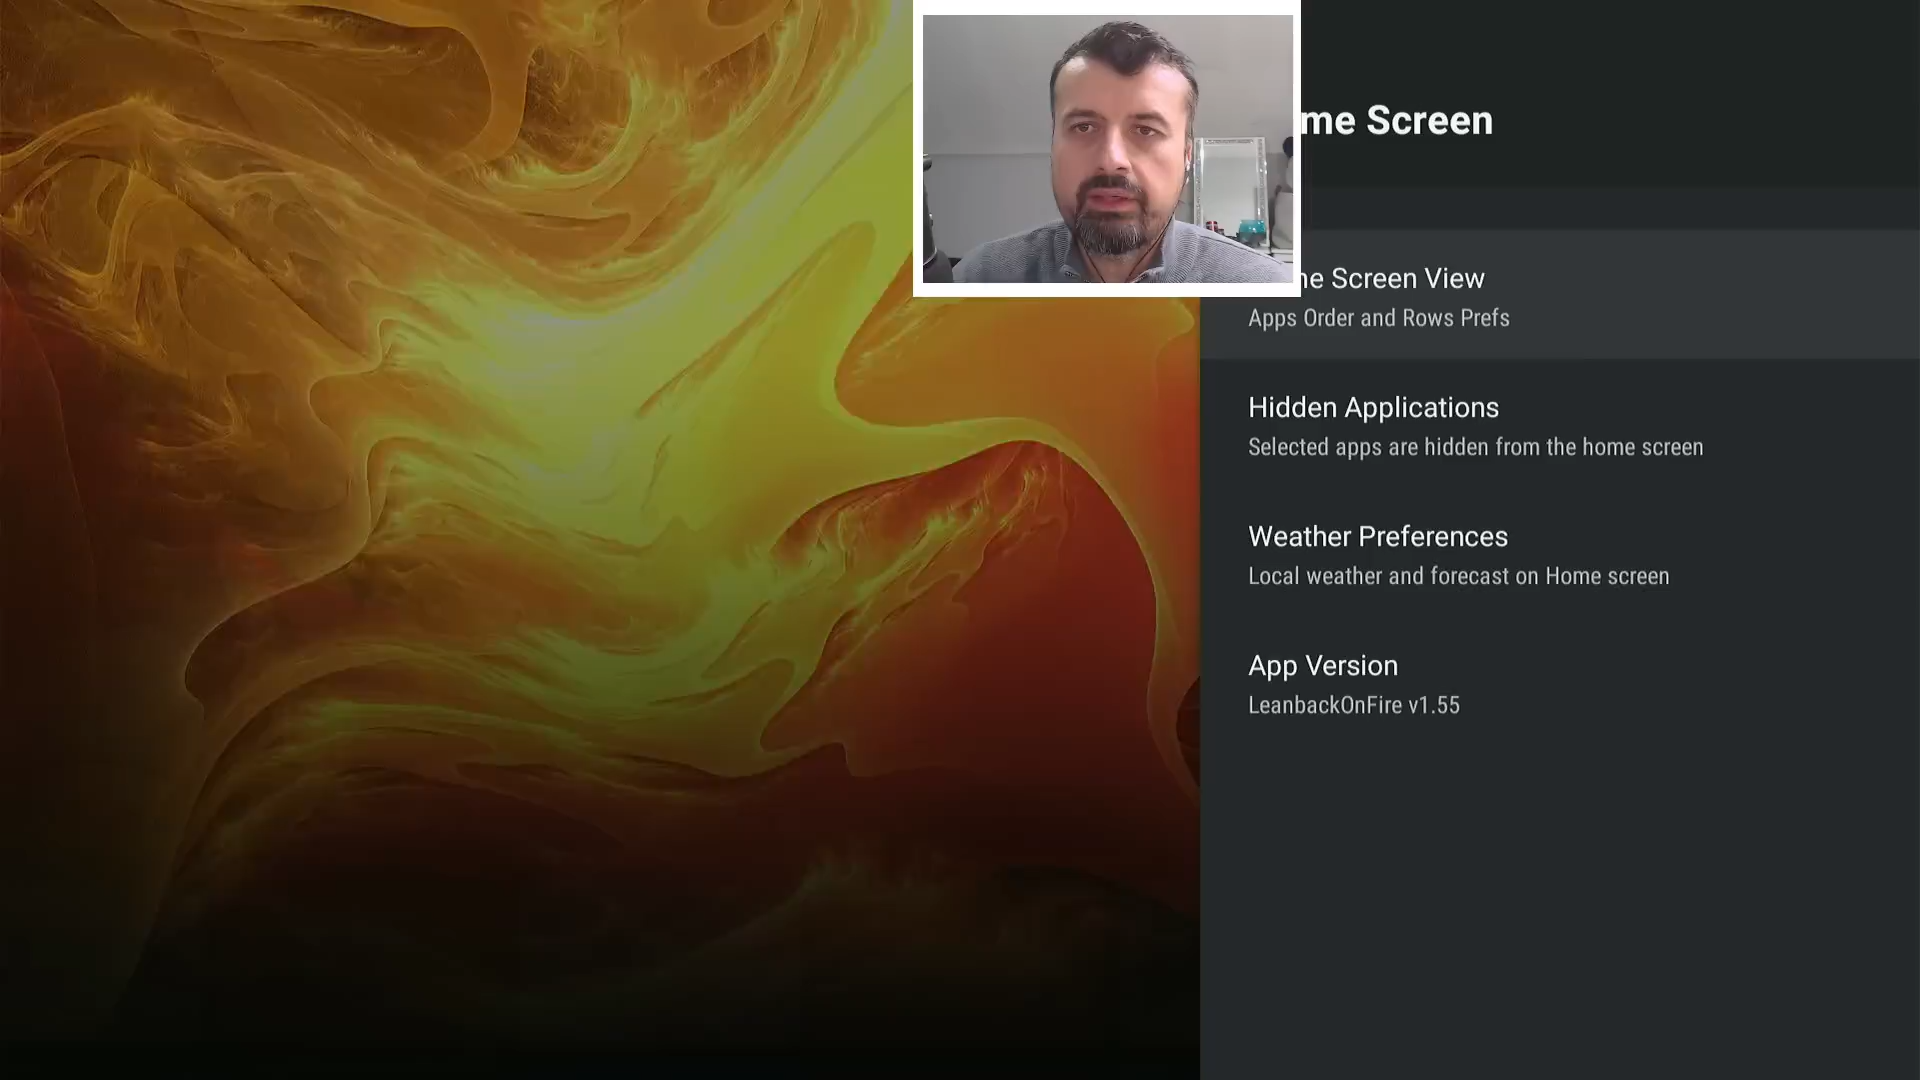 me Screen
me Screen View
Apps Order and Rows Prefs
Hidden Applications
Selected apps are hidden from the home screen
Weather Preferences
Local weather and forecast on Home screen
App Version
LeanbackOnFire v1.55